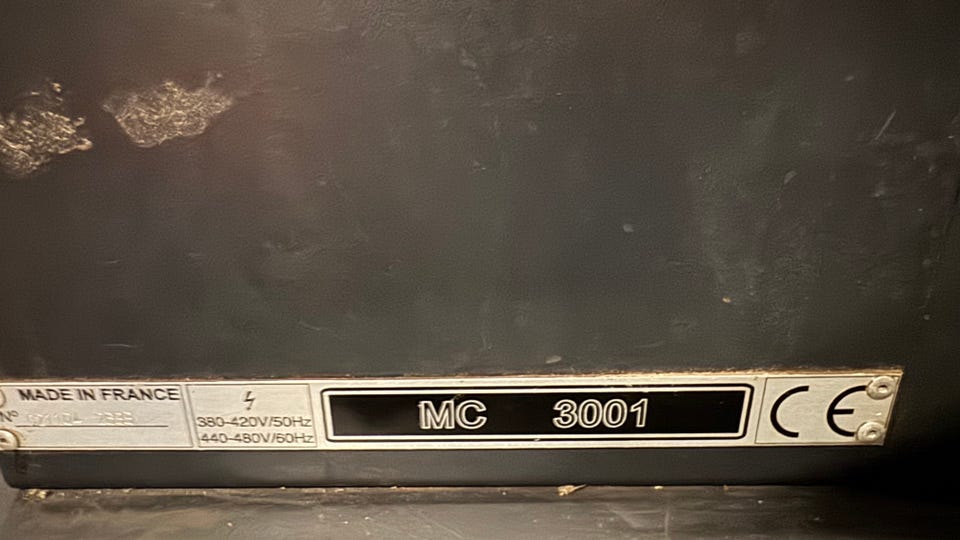 MADE IN FRANCE
N°
380-420V/50Hz
440-480V/60Hz
MC 3001
CE